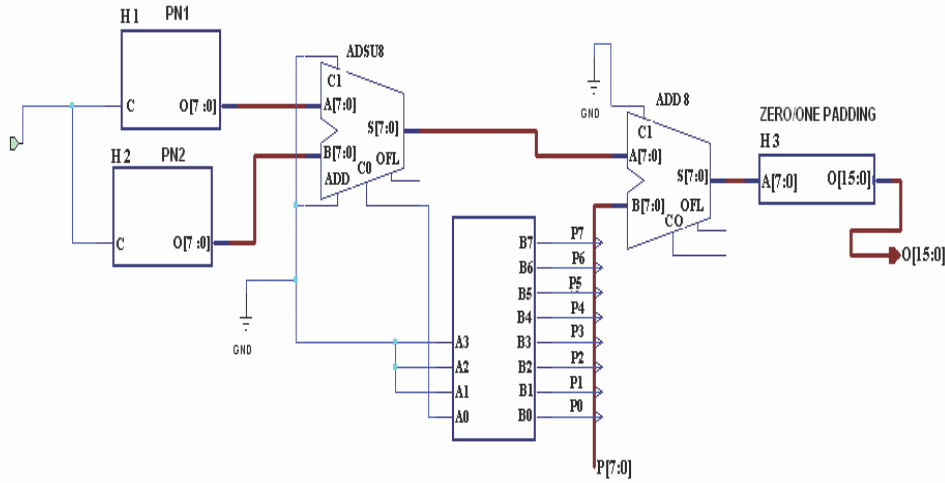 H1 PN1
C
O[7 :0]
H2 PN2
C
O[7 :0]
ADSU8
C1
A[7:0]
S[7:0]
B[7:0]
OFL
C0
ADD
GND
GND
ADD 8
C1
A[7:0]
S[7:0]
B[7:0]
OFL
CO
ZERO/ONE PADDING
H3
A[7:0]
O[15:0]
O[15:0]
B7 P7
B6 P6
B5 P5
B4 P4
A3 B3 P3
A2 B2 P2
A1 B1 P1
A0 B0 P0
P[7:0]